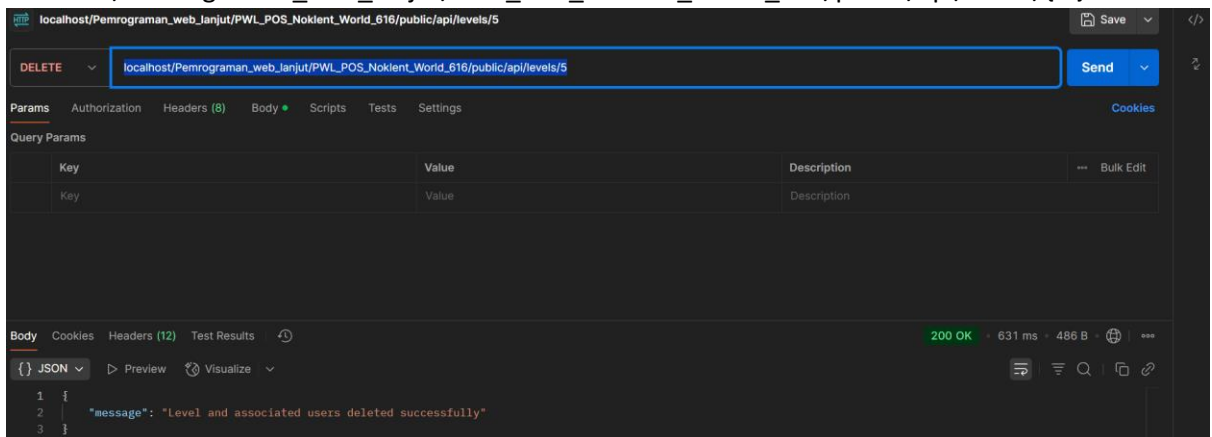 HTTP localhost/Pemrograman_web_lanjut/PWL_POS_Noklent_World_616/public/api/levels/5 Save </>
DELETE localhost/Pemrograman_web_lanjut/PWL_POS_Noklent_World_616/public/api/levels/5 Send
Params Authorization Headers (8) Body Scripts Tests Settings Cookies
Query Params
Key Value Description Bulk Edit
Key Value Description
Body Cookies Headers (12) Test Results 200 OK 631 ms 486 B
{} JSON Preview Visualize
1 {
2 "message": "Level and associated users deleted successfully"
3 }